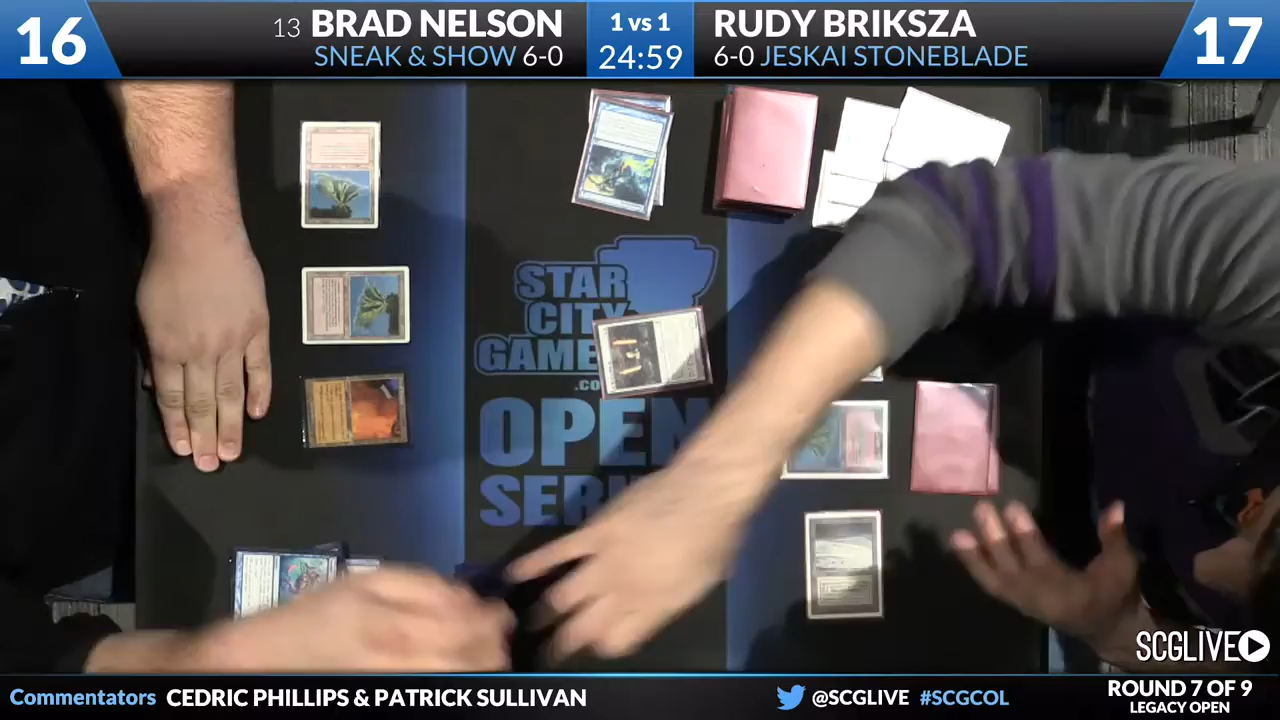 16
13 BRAD NELSON
SNEAK & SHOW 6-0
1 vs 1
24:59
RUDY BRIKSZA
6-0 JESKAI STONEBLADE
17
STAR
CITY
GAME
.co
OPEN
SERI
SCGLIVE
Commentators CEDRIC PHILLIPS & PATRICK SULLIVAN
@SCGLIVE #SCGCOL
ROUND 7 OF 9
LEGACY OPEN